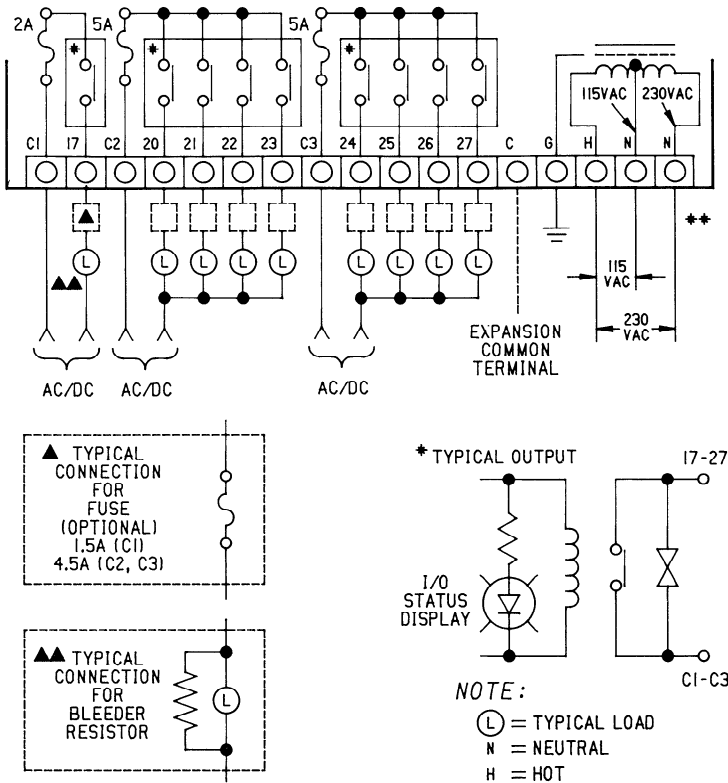 2A 5A 5A
* * *
115VAC 230VAC
C1 17 C2 20 21 22 23 C3 24 25 26 27 C G H N N
**
L L L L L L L L L
115
VAC
230
VAC
EXPANSION
COMMON
TERMINAL
AC/DC AC/DC AC/DC
▲ TYPICAL
CONNECTION
FOR
FUSE
(OPTIONAL)
1.5A (C1)
4.5A (C2, C3)
* TYPICAL OUTPUT
17-27
I/O
STATUS
DISPLAY
C1-C3
▲▲ TYPICAL
CONNECTION
FOR
BLEEDER
RESISTOR
L
NOTE:
L = TYPICAL LOAD
N = NEUTRAL
H = HOT